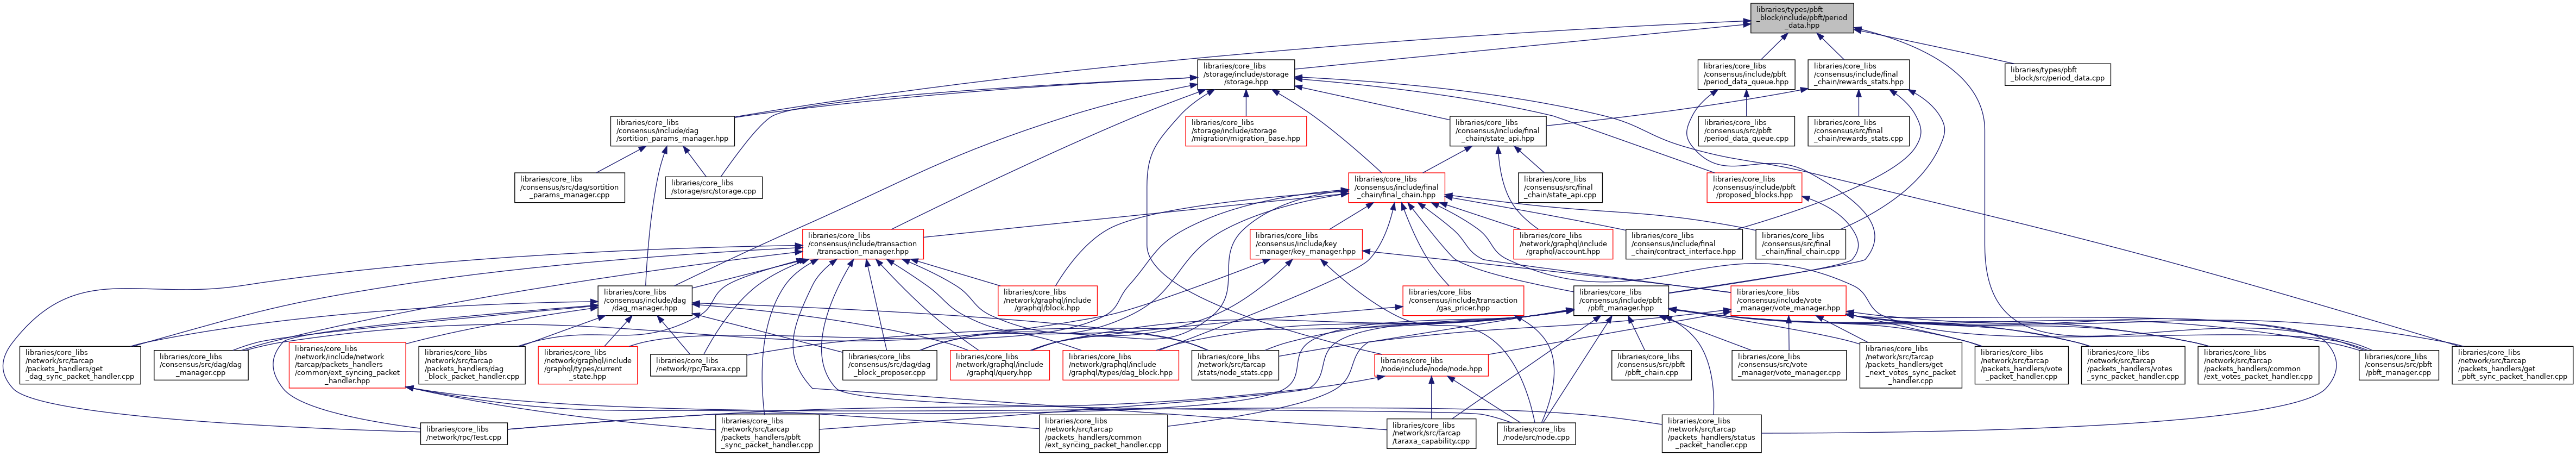 libraries/types/pbft
_block/include/pbft/period
_data.hpp
libraries/core_libs
/storage/include/storage
/storage.hpp
libraries/core_libs
/consensus/include/pbft
/period_data_queue.hpp
libraries/core_libs
/consensus/include/final
_chain/rewards_stats.hpp
libraries/types/pbft
_block/src/period_data.cpp
libraries/core_libs
/consensus/include/dag
/sortition_params_manager.hpp
libraries/core_libs
/storage/include/storage
/migration/migration_base.hpp
libraries/core_libs
/consensus/include/final
_chain/state_api.hpp
libraries/core_libs
/consensus/src/pbft
/period_data_queue.cpp
libraries/core_libs
/consensus/src/final
_chain/rewards_stats.cpp
libraries/core_libs
/consensus/src/dag/sortition
_params_manager.cpp
libraries/core_libs
/storage/src/storage.cpp
libraries/core_libs
/consensus/include/final
_chain/final_chain.hpp
libraries/core_libs
/consensus/src/final
_chain/state_api.cpp
libraries/core_libs
/consensus/include/pbft
/proposed_blocks.hpp
libraries/core_libs
/consensus/include/transaction
/transaction_manager.hpp
libraries/core_libs
/consensus/include/key
_manager/key_manager.hpp
libraries/core_libs
/network/graphql/include
/graphql/account.hpp
libraries/core_libs
/consensus/include/final
_chain/contract_interface.hpp
libraries/core_libs
/consensus/src/final
_chain/final_chain.cpp
libraries/core_libs
/consensus/include/dag
/dag_manager.hpp
libraries/core_libs
/network/graphql/include
/graphql/block.hpp
libraries/core_libs
/consensus/include/transaction
/gas_pricer.hpp
libraries/core_libs
/consensus/include/pbft
/pbft_manager.hpp
libraries/core_libs
/consensus/include/vote
_manager/vote_manager.hpp
libraries/core_libs
/network/src/tarcap
/packets_handlers/get
_dag_sync_packet_handler.cpp
libraries/core_libs
/consensus/src/dag/dag
_manager.cpp
libraries/core_libs
/network/include/network
/tarcap/packets_handlers
/common/ext_syncing_packet
_handler.hpp
libraries/core_libs
/network/src/tarcap
/packets_handlers/dag
_block_packet_handler.cpp
libraries/core_libs
/network/graphql/include
/graphql/types/current
_state.hpp
libraries/core_libs
/network/rpc/Taraxa.cpp
libraries/core_libs
/consensus/src/dag/dag
_block_proposer.cpp
libraries/core_libs
/network/graphql/include
/graphql/query.hpp
libraries/core_libs
/network/graphql/include
/graphql/types/dag_block.hpp
libraries/core_libs
/network/src/tarcap
/stats/node_stats.cpp
libraries/core_libs
/node/include/node/node.hpp
libraries/core_libs
/consensus/src/pbft
/pbft_chain.cpp
libraries/core_libs
/consensus/src/vote
_manager/vote_manager.cpp
libraries/core_libs
/network/src/tarcap
/packets_handlers/get
_next_votes_sync_packet
_handler.cpp
libraries/core_libs
/network/src/tarcap
/packets_handlers/vote
_packet_handler.cpp
libraries/core_libs
/network/src/tarcap
/packets_handlers/votes
_sync_packet_handler.cpp
libraries/core_libs
/network/src/tarcap
/packets_handlers/common
/ext_votes_packet_handler.cpp
libraries/core_libs
/consensus/src/pbft
/pbft_manager.cpp
libraries/core_libs
/network/src/tarcap
/packets_handlers/get
_pbft_sync_packet_handler.cpp
libraries/core_libs
/network/rpc/Test.cpp
libraries/core_libs
/network/src/tarcap
/packets_handlers/pbft
_sync_packet_handler.cpp
libraries/core_libs
/network/src/tarcap
/packets_handlers/common
/ext_syncing_packet_handler.cpp
libraries/core_libs
/network/src/tarcap
/taraxa_capability.cpp
libraries/core_libs
/node/src/node.cpp
libraries/core_libs
/network/src/tarcap
/packets_handlers/status
_packet_handler.cpp